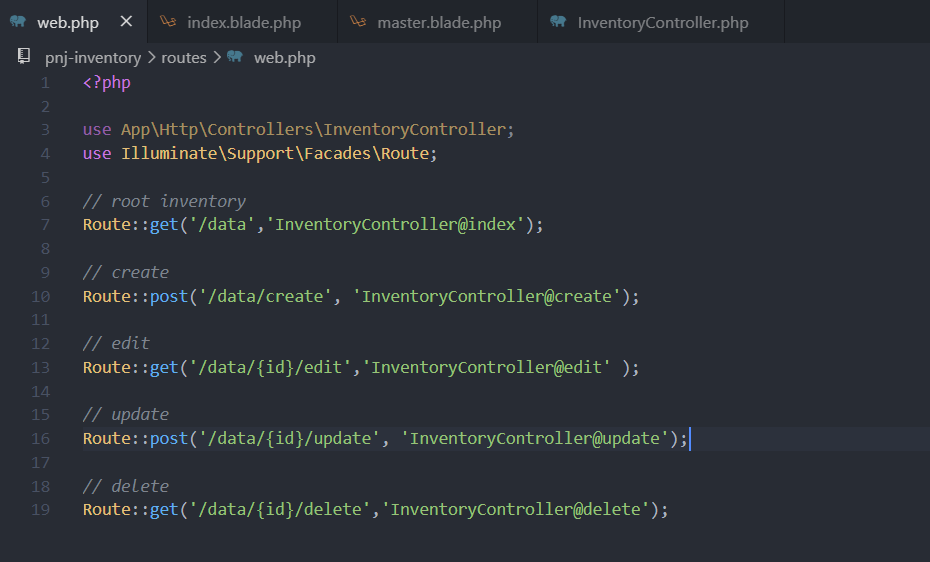 web.php × index.blade.php master.blade.php InventoryController.php
pnj-inventory > routes > web.php
1 <?php
2
3 use App\Http\Controllers\InventoryController;
4 use Illuminate\Support\Facades\Route;
5
6 // root inventory
7 Route::get('/data','InventoryController@index');
8
9 // create
10 Route::post('/data/create', 'InventoryController@create');
11
12 // edit
13 Route::get('/data/{id}/edit','InventoryController@edit' );
14
15 // update
16 Route::post('/data/{id}/update', 'InventoryController@update');
17
18 // delete
19 Route::get('/data/{id}/delete','InventoryController@delete');